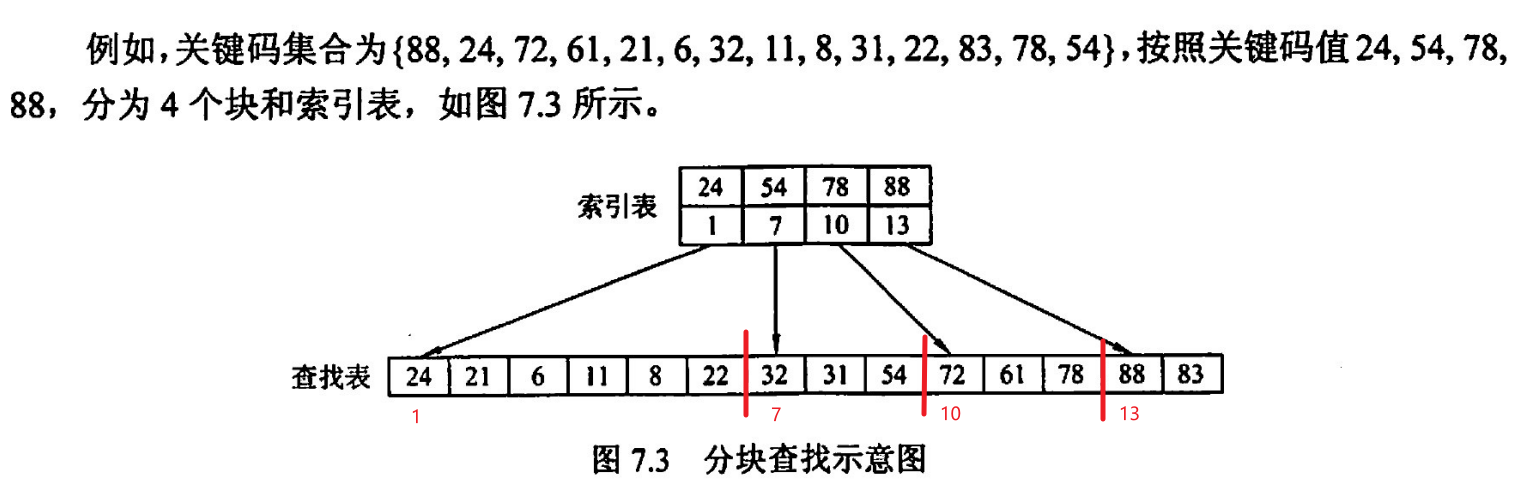 例如,关键码集合为{88, 24, 72, 61, 21, 6, 32, 11, 8, 31, 22, 83, 78, 54},按照关键码值 24, 54, 78,
88，分为 4 个块和索引表，如图 7.3 所示。
索引表
24 54 78 88
1 7 10 13
查找表 24 21 6 11 8 22 32 31 54 72 61 78 88 83
1 7 10 13
图 7.3 分块查找示意图